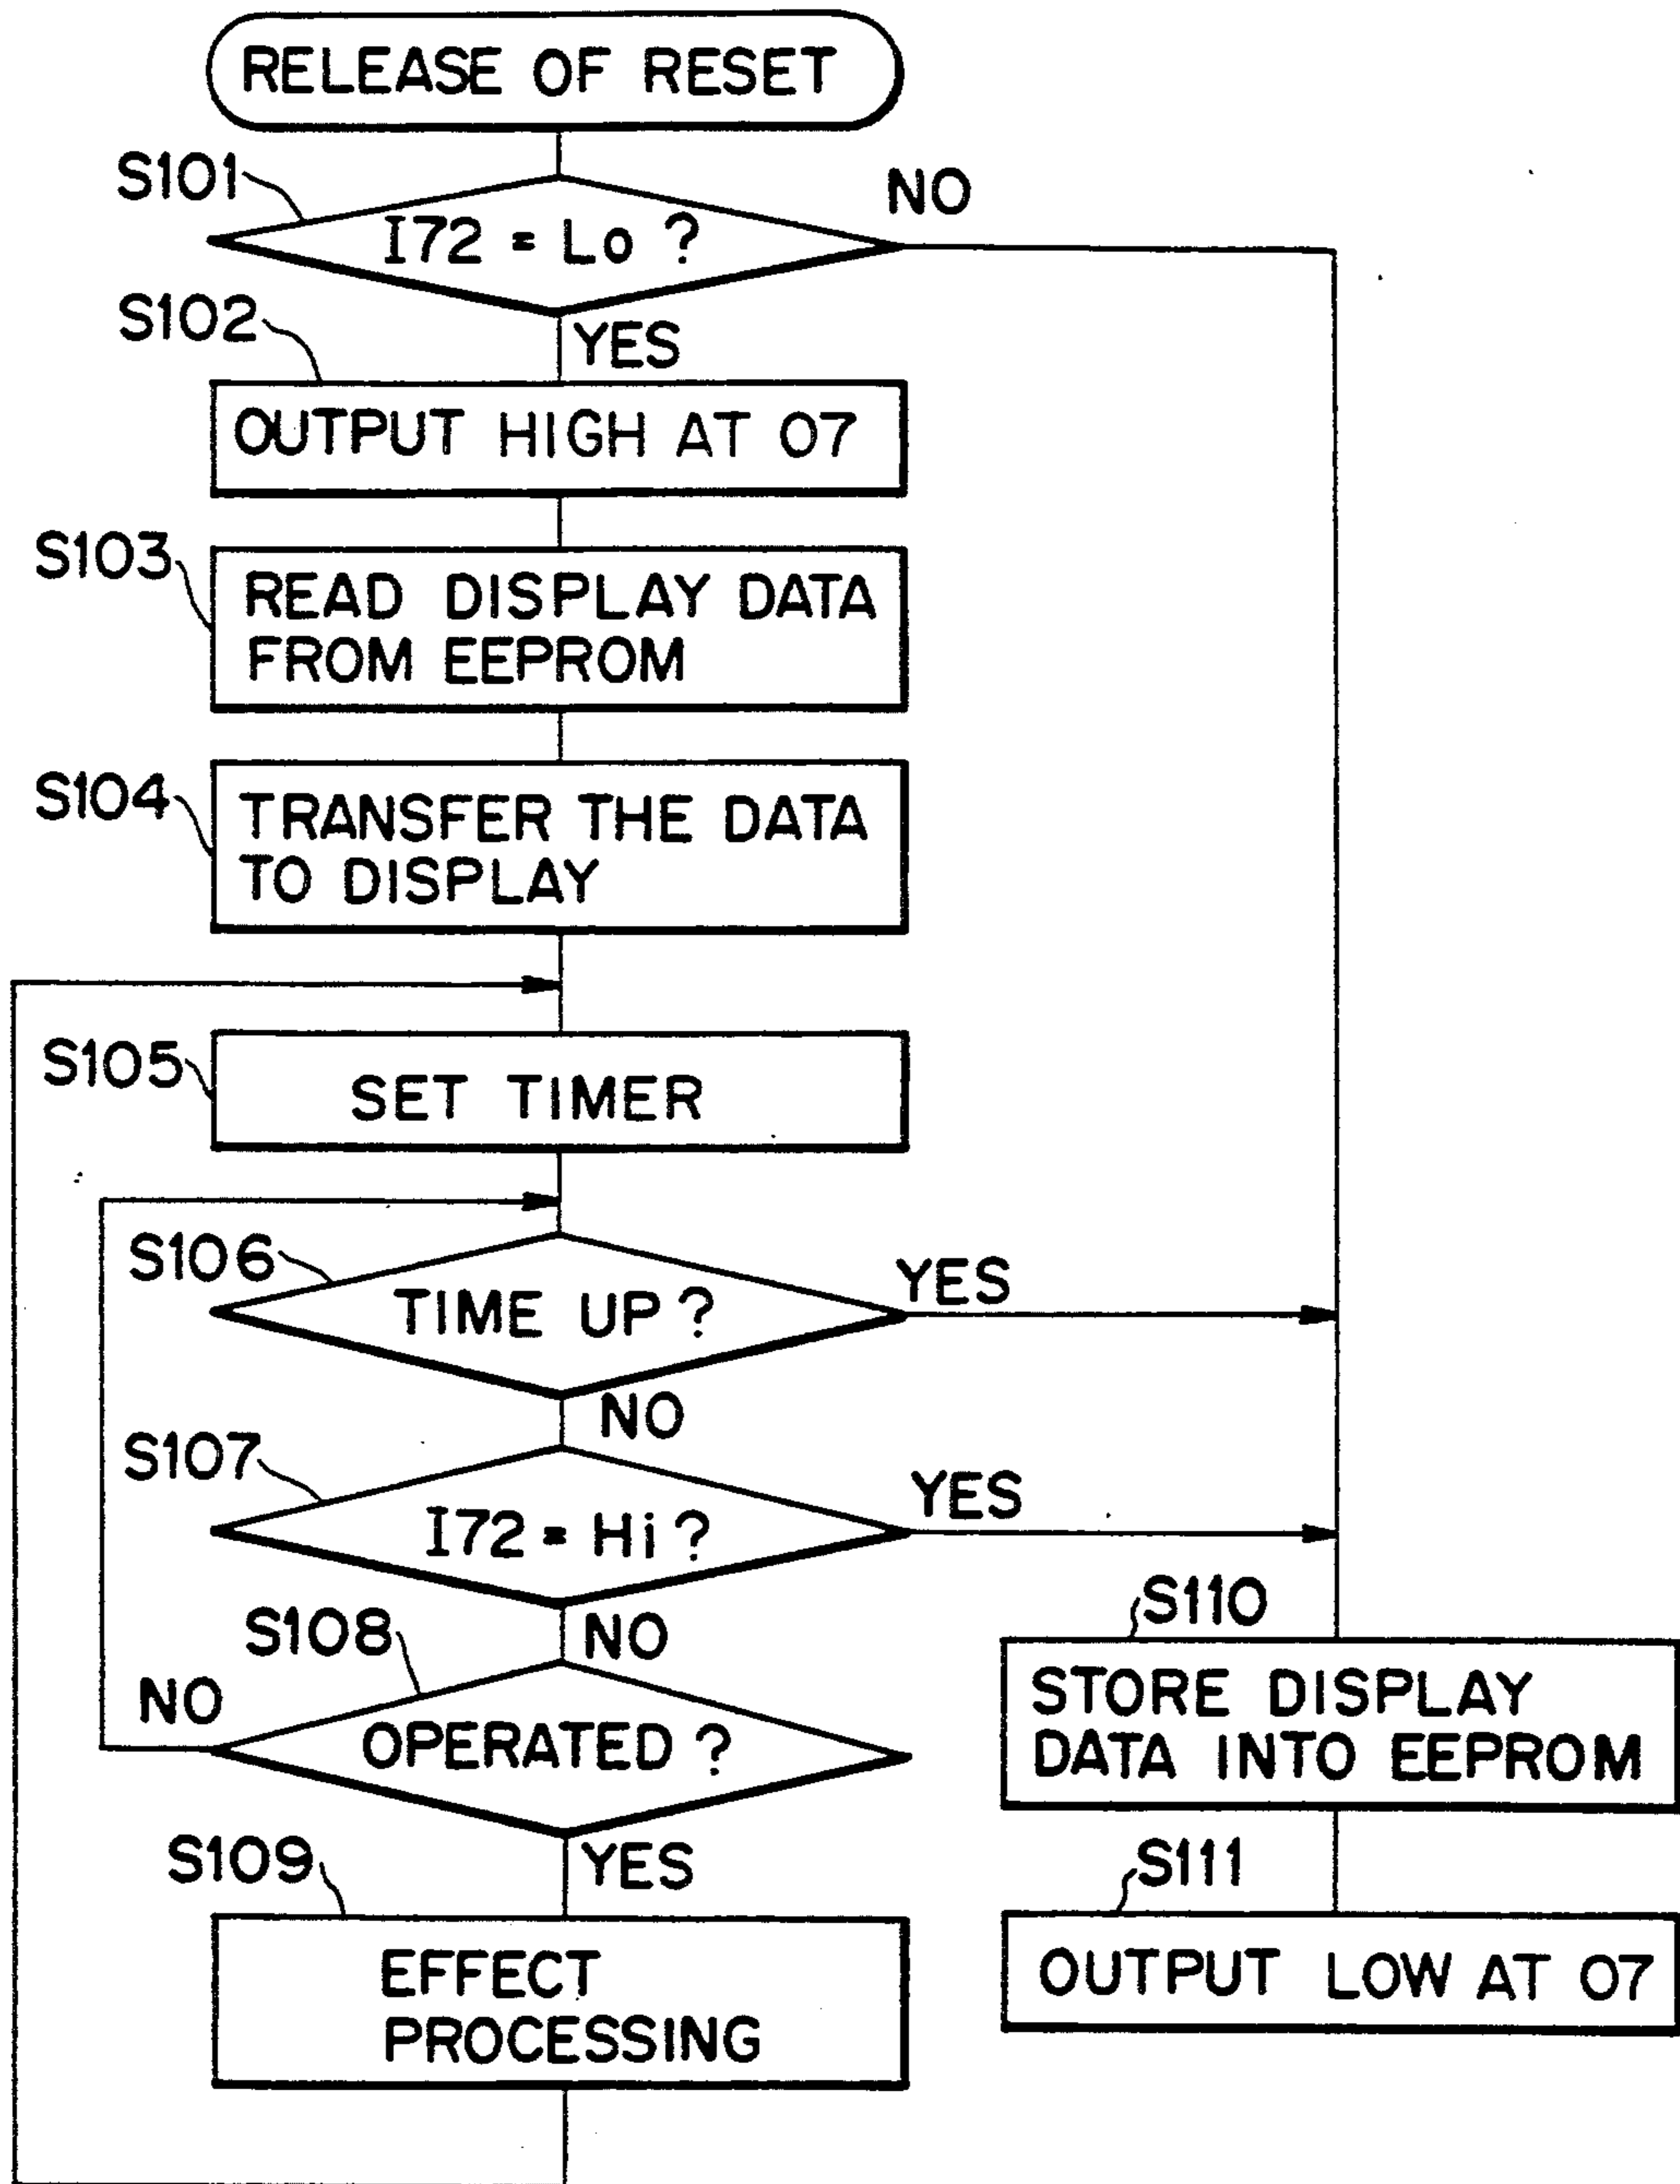 RELEASE OF RESET
S101
I72 = Lo ?
NO
S102
YES
OUTPUT HIGH AT O7
S103
READ DISPLAY DATA
FROM EEPROM
S104
TRANSFER THE DATA
TO DISPLAY
S105
SET TIMER
S106
TIME UP ?
YES
NO
S107
I72 = Hi ?
YES
NO
S108
OPERATED ?
NO
YES
S109
EFFECT
PROCESSING
S110
STORE DISPLAY
DATA INTO EEPROM
S111
OUTPUT LOW AT O7